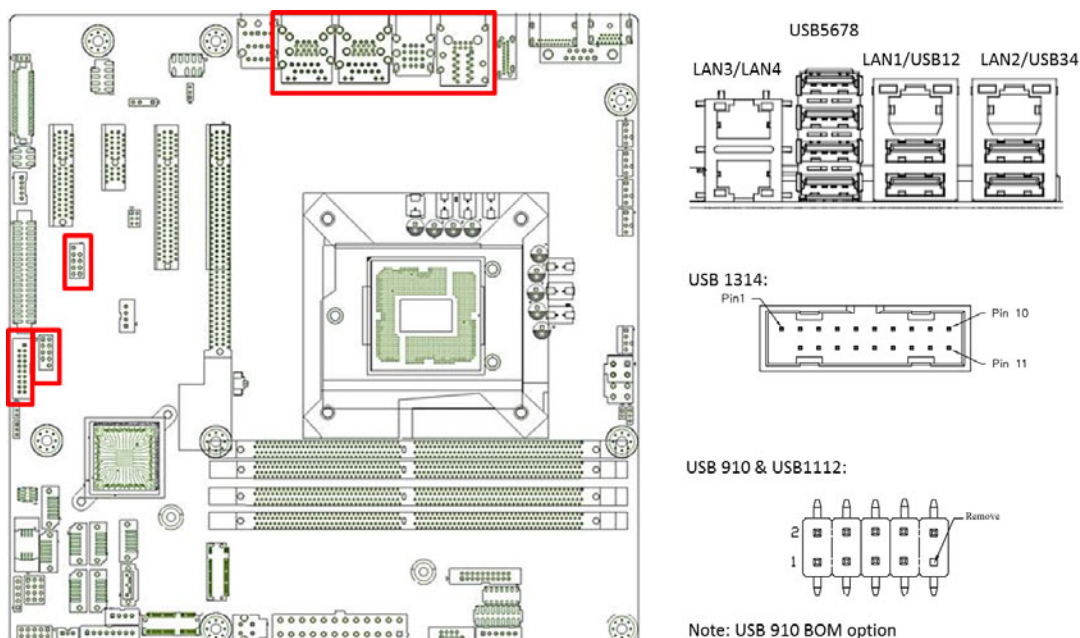 USB5678
LAN3/LAN4
LAN1/USB12
LAN2/USB34
USB 1314:
Pin1
Pin 10
Pin 11
USB 910 & USB1112:
2
1
Remove
Note: USB 910 BOM option